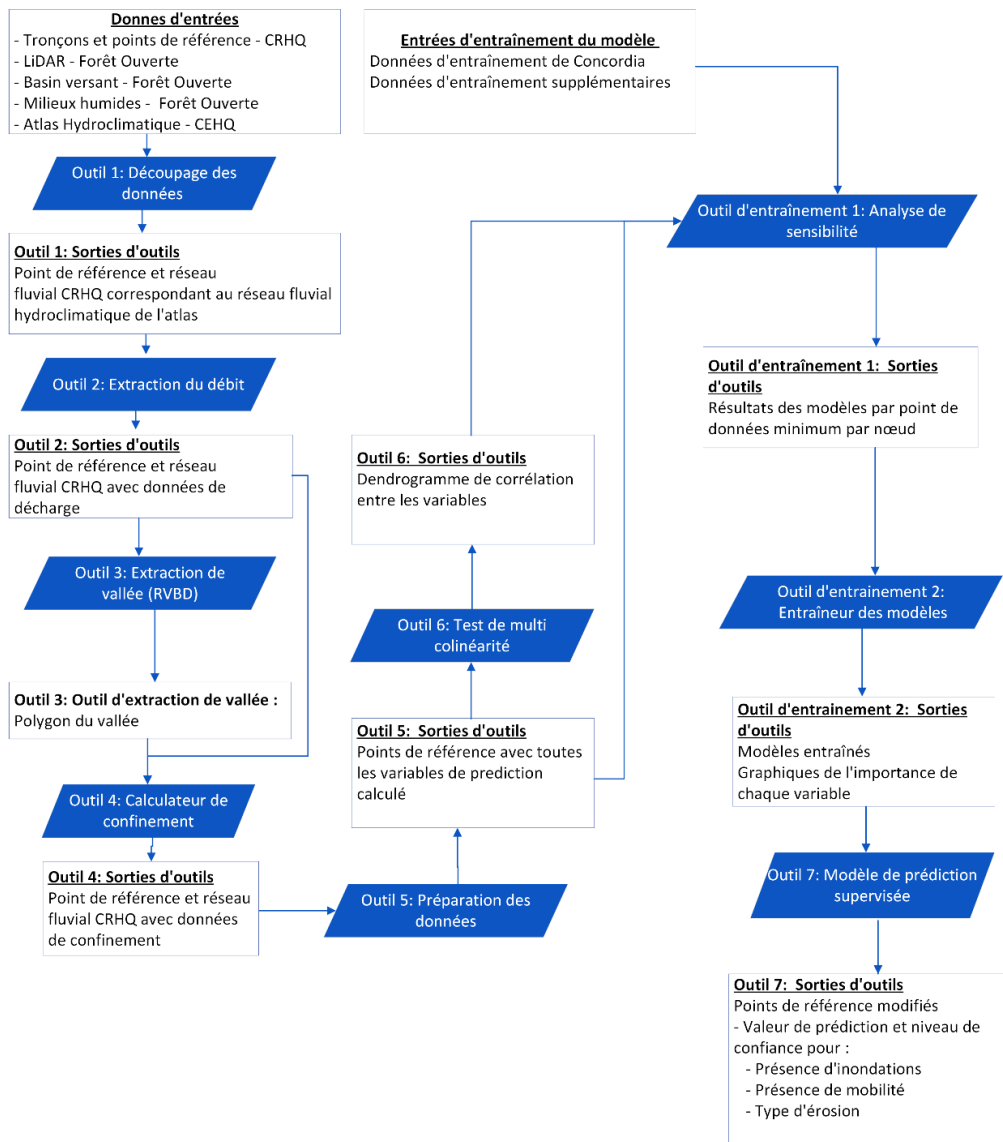 Donnes d'entrées
- Tronçons et points de référence - CRHQ
- LiDAR - Forêt Ouverte
- Basin versant - Forêt Ouverte
- Milieux humides - Forêt Ouverte
- Atlas Hydroclimatique - CEHQ
Outil 1: Découpage des
données
Outil 1: Sorties d'outils
Point de référence et réseau
fluvial CRHQ correspondant au réseau fluvial
hydroclimatique de l'atlas
Outil 2: Extraction du débit
Outil 2: Sorties d'outils
Point de référence et réseau
fluvial CRHQ avec données de
décharge
Outil 3: Extraction de
vallée (RVBD)
Outil 3: Outil d'extraction de vallée :
Polygon du vallée
Outil 4: Calculateur de
confinement
Outil 4: Sorties d'outils
Point de référence et réseau
fluvial CRHQ avec données
de confinement
Outil 5: Préparation des
données
Outil 5: Sorties d'outils
Points de référence avec toutes
les variables de prediction
calculé
Outil 6: Test de multi
colinéarité
Outil 6: Sorties d'outils
Dendrogramme de corrélation
entre les variables
Entrées d'entraînement du modèle
Données d'entraînement de Concordia
Données d'entraînement supplémentaires
Outil d'entraînement 1: Analyse de
sensibilité
Outil d'entraînement 1: Sorties
d'outils
Résultats des modèles par point de
données minimum par nœud
Outil d'entrainement 2:
Entraîneur des modèles
Outil d'entrainement 2: Sorties
d'outils
Modèles entraînés
Graphiques de l'importance de
chaque variable
Outil 7: Modèle de prédiction
supervisée
Outil 7: Sorties d'outils
Points de référence modifiés
- Valeur de prédiction et niveau de
confiance pour :
- Présence d'inondations
- Présence de mobilité
- Type d'érosion